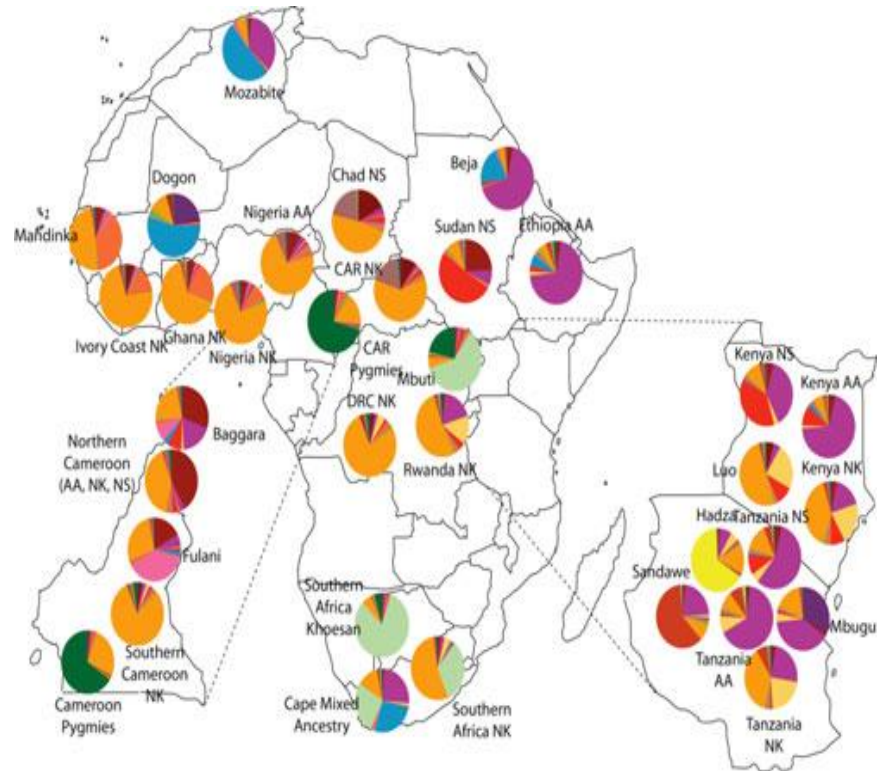 Mozabite
Beja
Dogon
Chad NS
Nigeria AA
Ethiopia AA
Sudan NS
Mandinka
CAR NK
Ivory Coast NK
Ghana NK
Nigeria NK
CAR
Pygmies
Mbuti
DRC NK
Rwanda NK
Baggara
Northern
Cameroon
(AA, NK, NS)
Fulani
Southern
Cameroon
NK
Cameroon
Pygmies
Southern
Africa
Khoesan
Cape Mixed
Ancestry
Southern
Africa NK
Kenya NS
Kenya AA
Luo
Kenya NK
Hadza
Tanzania NS
Sandawe
Mbugu
Tanzania
AA
Tanzania
NK